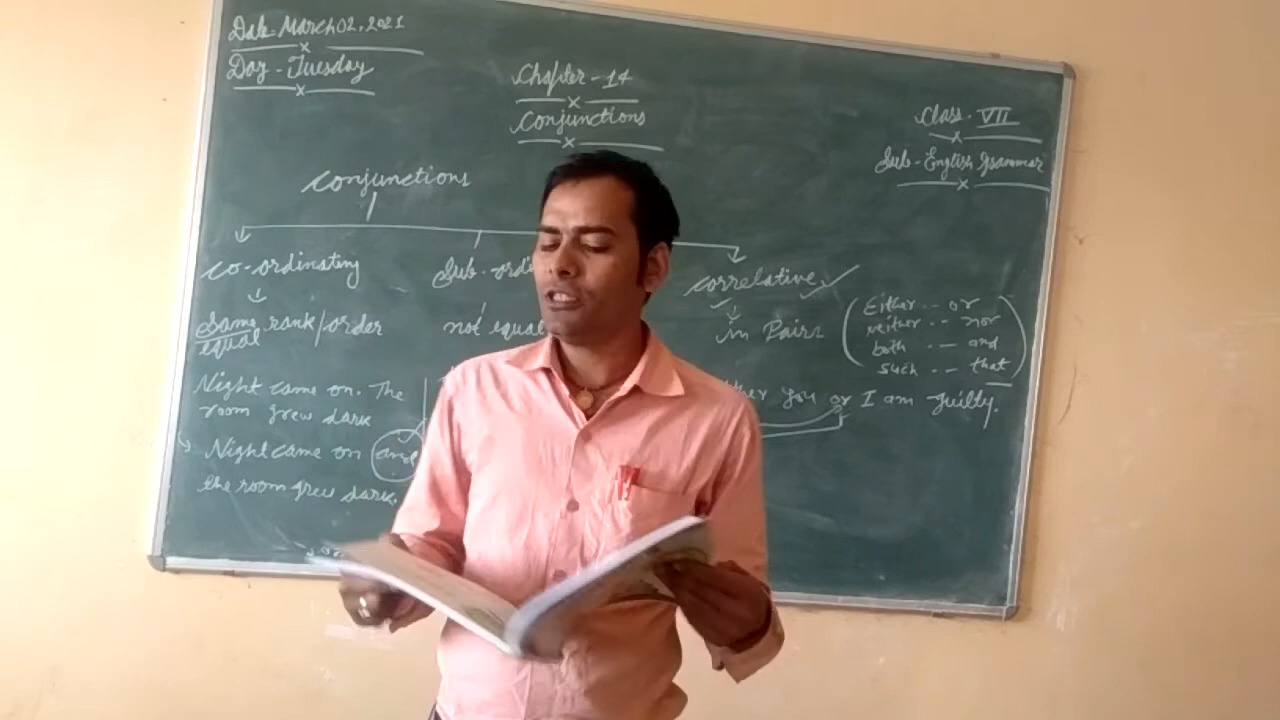 Date- March 02, 2021
Day - Tuesday
Chapter - 14
Conjunctions
Class - VII
Sub - English Grammar
Conjunctions
Co-ordinating
Sub-ordi
Correlative
Same rank/order
equal
not equal
in Pairs
Either .. or
neither .. nor
both .. and
such .. that
Night came on. The
room grew dark
Night came on and
the room grew dark.
ther you or I am guilty.